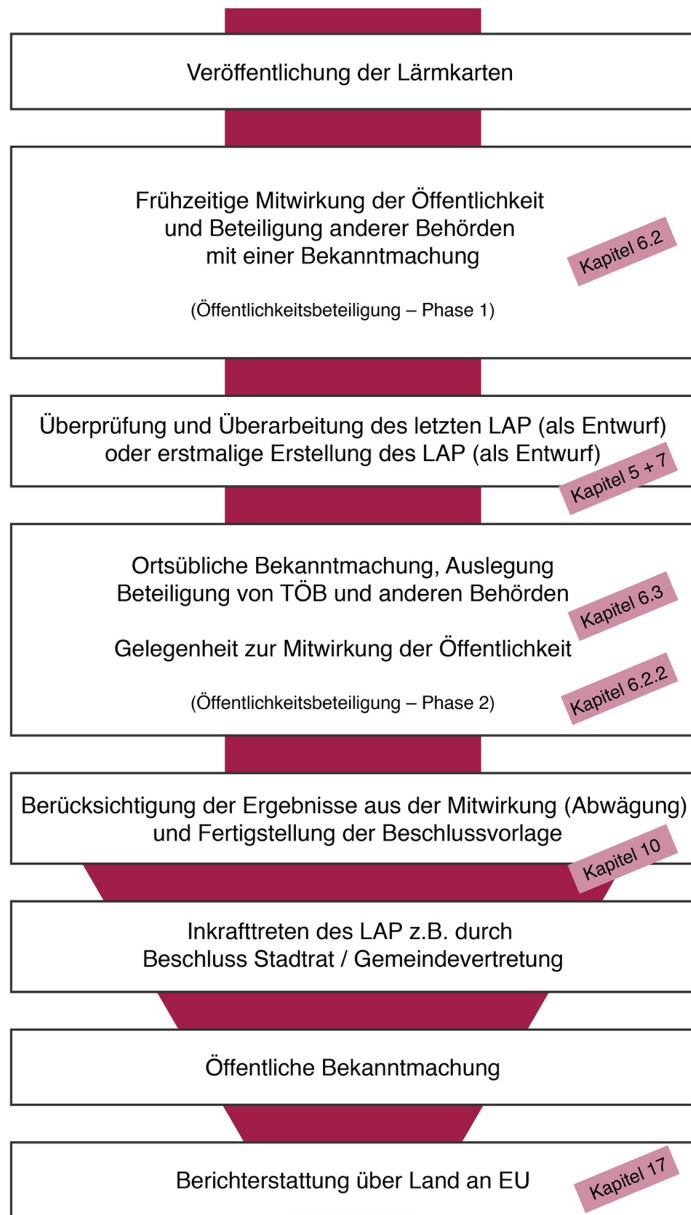 Veröffentlichung der Lärmkarten
Frühzeitige Mitwirkung der Öffentlichkeit
und Beteiligung anderer Behörden
mit einer Bekanntmachung
Kapitel 6.2
(Öffentlichkeitsbeteiligung – Phase 1)
Überprüfung und Überarbeitung des letzten LAP (als Entwurf)
oder erstmalige Erstellung des LAP (als Entwurf)
Kapitel 5 + 7
Ortsübliche Bekanntmachung, Auslegung
Beteiligung von TÖB und anderen Behörden
Kapitel 6.3
Gelegenheit zur Mitwirkung der Öffentlichkeit
(Öffentlichkeitsbeteiligung – Phase 2)
Kapitel 6.2.2
Berücksichtigung der Ergebnisse aus der Mitwirkung (Abwägung)
und Fertigstellung der Beschlussvorlage
Kapitel 10
Inkrafttreten des LAP z.B. durch
Beschluss Stadtrat / Gemeindevertretung
Öffentliche Bekanntmachung
Berichterstattung über Land an EU
Kapitel 17